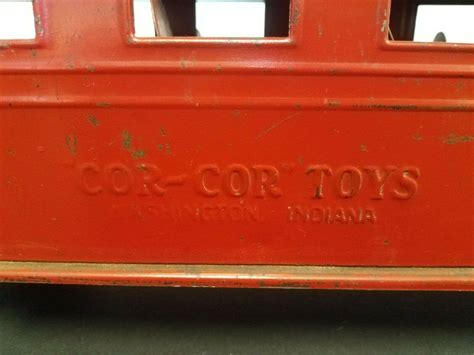 "COR-COR" TOYS
WASHINGTON, INDIANA